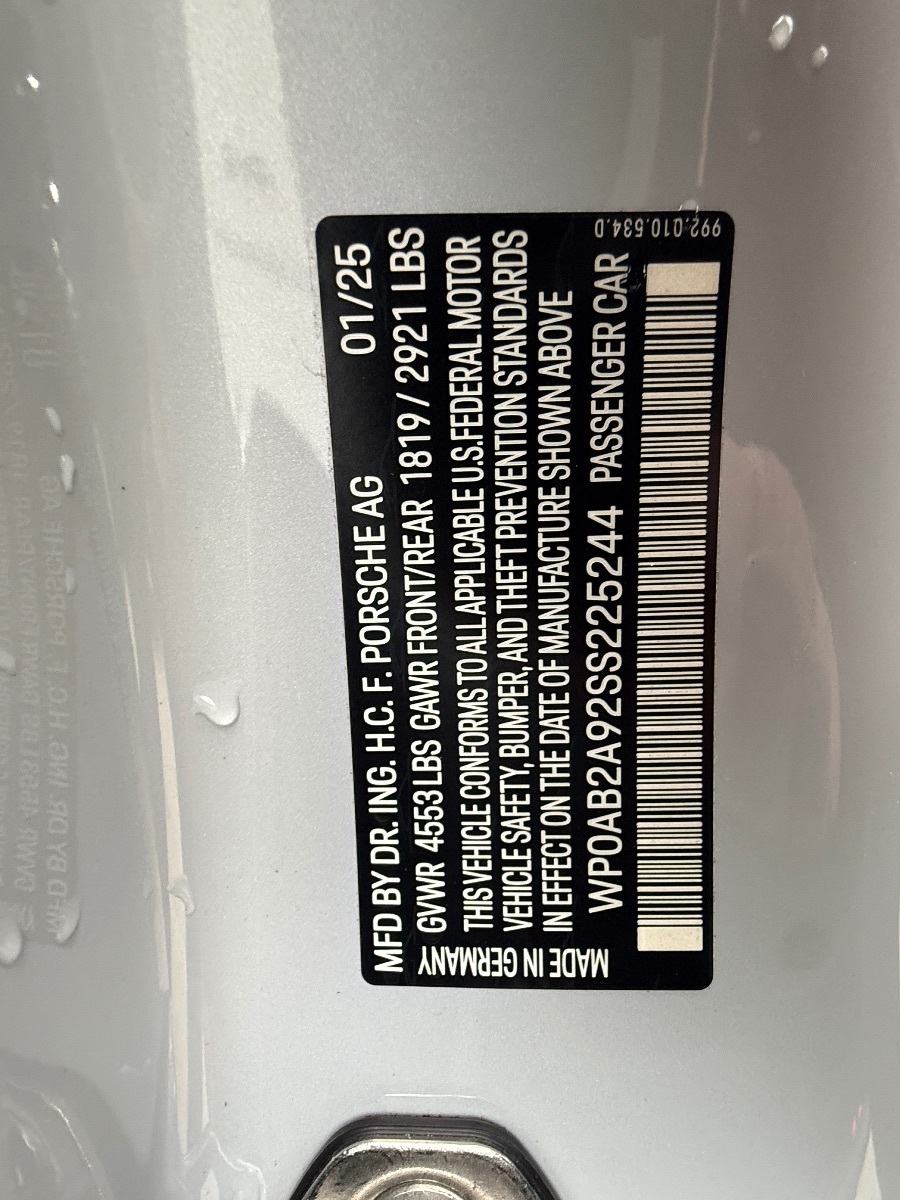 MFD BY DR. ING. H.C. F. PORSCHE AG 01/25
GVWR 4553 LBS GAWR FRONT/REAR 1819 / 2921 LBS
THIS VEHICLE CONFORMS TO ALL APPLICABLE U.S. FEDERAL MOTOR
VEHICLE SAFETY, BUMPER, AND THEFT PREVENTION STANDARDS
IN EFFECT ON THE DATE OF MANUFACTURE SHOWN ABOVE
WP0AB2A92SS225244 PASSENGER CAR
MADE IN GERMANY
992.010.534.D